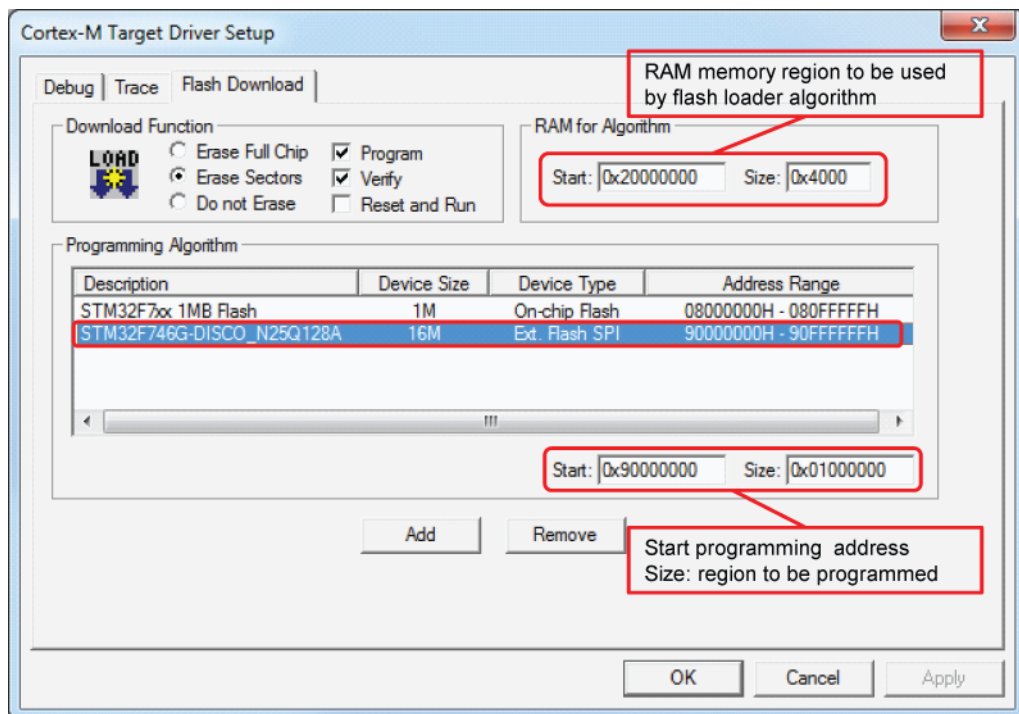 Cortex-M Target Driver Setup
Debug Trace Flash Download
RAM memory region to be used
by flash loader algorithm
Download Function
LOAD
Erase Full Chip
Erase Sectors
Do not Erase
Program
Verify
Reset and Run
RAM for Algorithm
Start: 0x20000000 Size: 0x4000
Programming Algorithm
Description Device Size Device Type Address Range
STM32F7xx 1MB Flash 1M On-chip Flash 08000000H - 080FFFFFH
STM32F746G-DISCO_N25Q128A 16M Ext. Flash SPI 90000000H - 90FFFFFFH
Start: 0x90000000 Size: 0x01000000
Add Remove
Start programming address
Size: region to be programmed
OK Cancel Apply